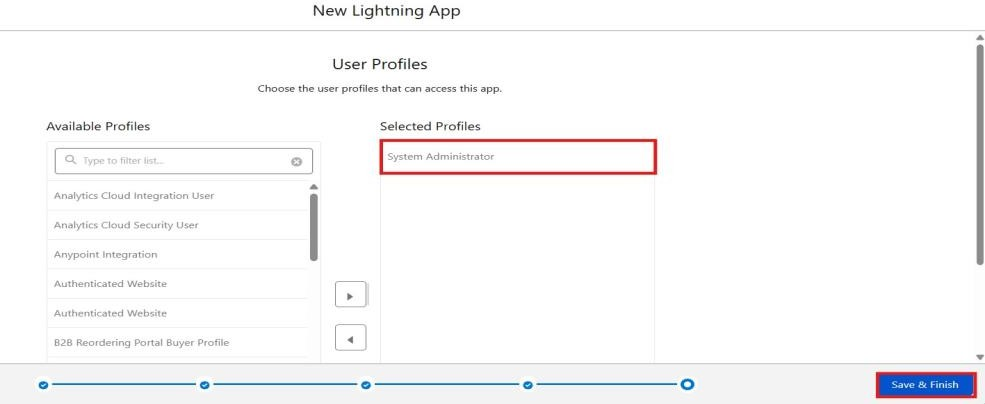 New Lightning App
User Profiles
Choose the user profiles that can access this app.
Available Profiles
Selected Profiles
Type to filter list...
System Administrator
Analytics Cloud Integration User
Analytics Cloud Security User
Anypoint Integration
Authenticated Website
Authenticated Website
B2B Reordering Portal Buyer Profile
Save & Finish